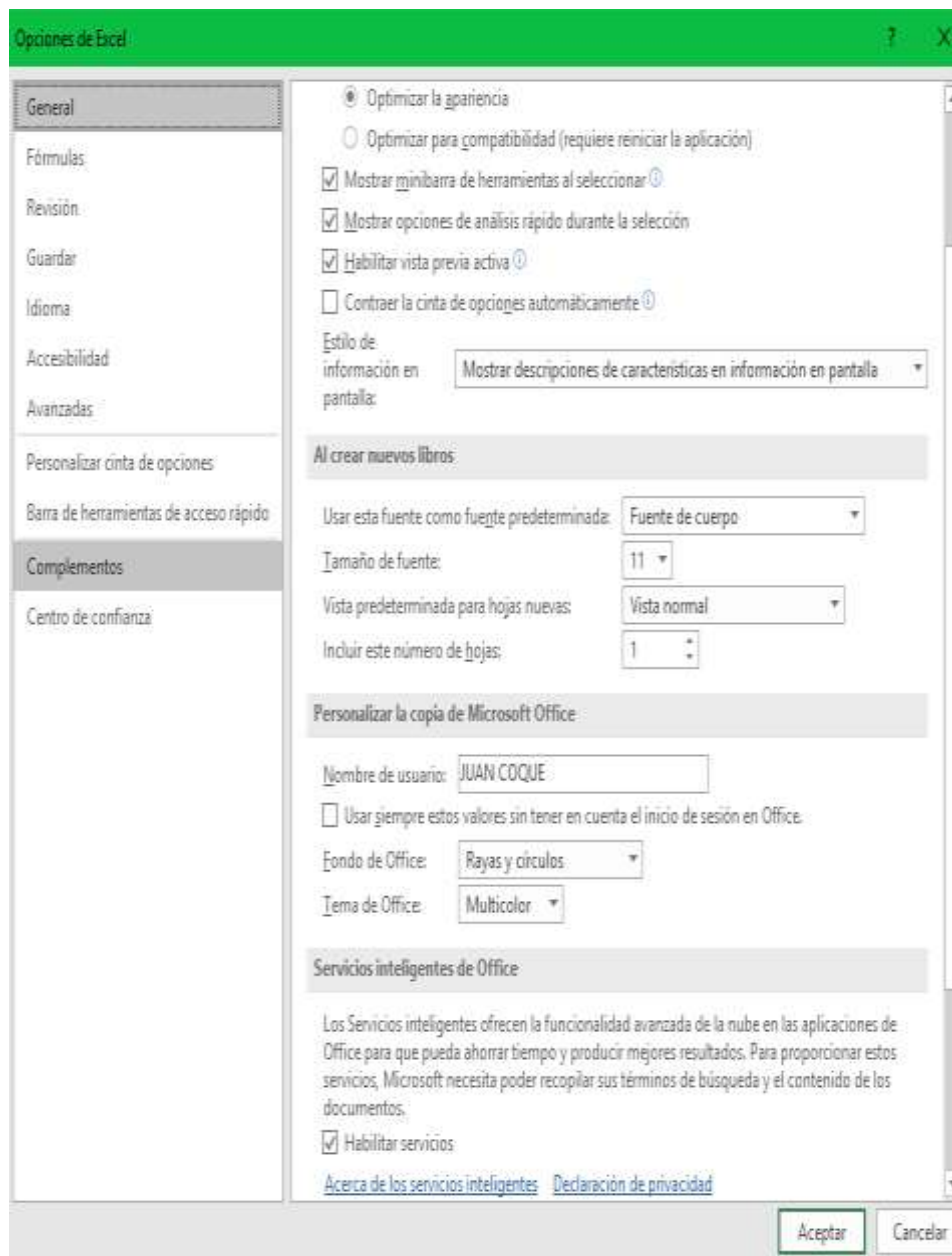 Opciones de Excel
?
X
General
Fórmulas
Revisión
Guardar
Idioma
Accesibilidad
Avanzadas
Personalizar cinta de opciones
Barra de herramientas de acceso rápido
Complementos
Centro de confianza
Optimizar la apariencia
Optimizar para compatibilidad (requiere reiniciar la aplicación)
Mostrar minibarra de herramientas al seleccionar
Mostrar opciones de análisis rápido durante la selección
Habilitar vista previa activa
Contraer la cinta de opciones automáticamente
Estilo de
información en
pantalla:
Mostrar descripciones de características en información en pantalla
Al crear nuevos libros
Usar esta fuente como fuente predeterminada: Fuente de cuerpo
Tamaño de fuente: 11
Vista predeterminada para hojas nuevas: Vista normal
Incluir este número de hojas: 1
Personalizar la copia de Microsoft Office
Nombre de usuario: JUAN COQUE
Usar siempre estos valores sin tener en cuenta el inicio de sesión en Office.
Fondo de Office: Rayas y círculos
Tema de Office: Multicolor
Servicios inteligentes de Office
Los Servicios inteligentes ofrecen la funcionalidad avanzada de la nube en las aplicaciones de
Office para que pueda ahorrar tiempo y producir mejores resultados. Para proporcionar estos
servicios, Microsoft necesita poder recopilar sus términos de búsqueda y el contenido de los
documentos.
Habilitar servicios
Acerca de los servicios inteligentes Declaración de privacidad
Aceptar Cancelar